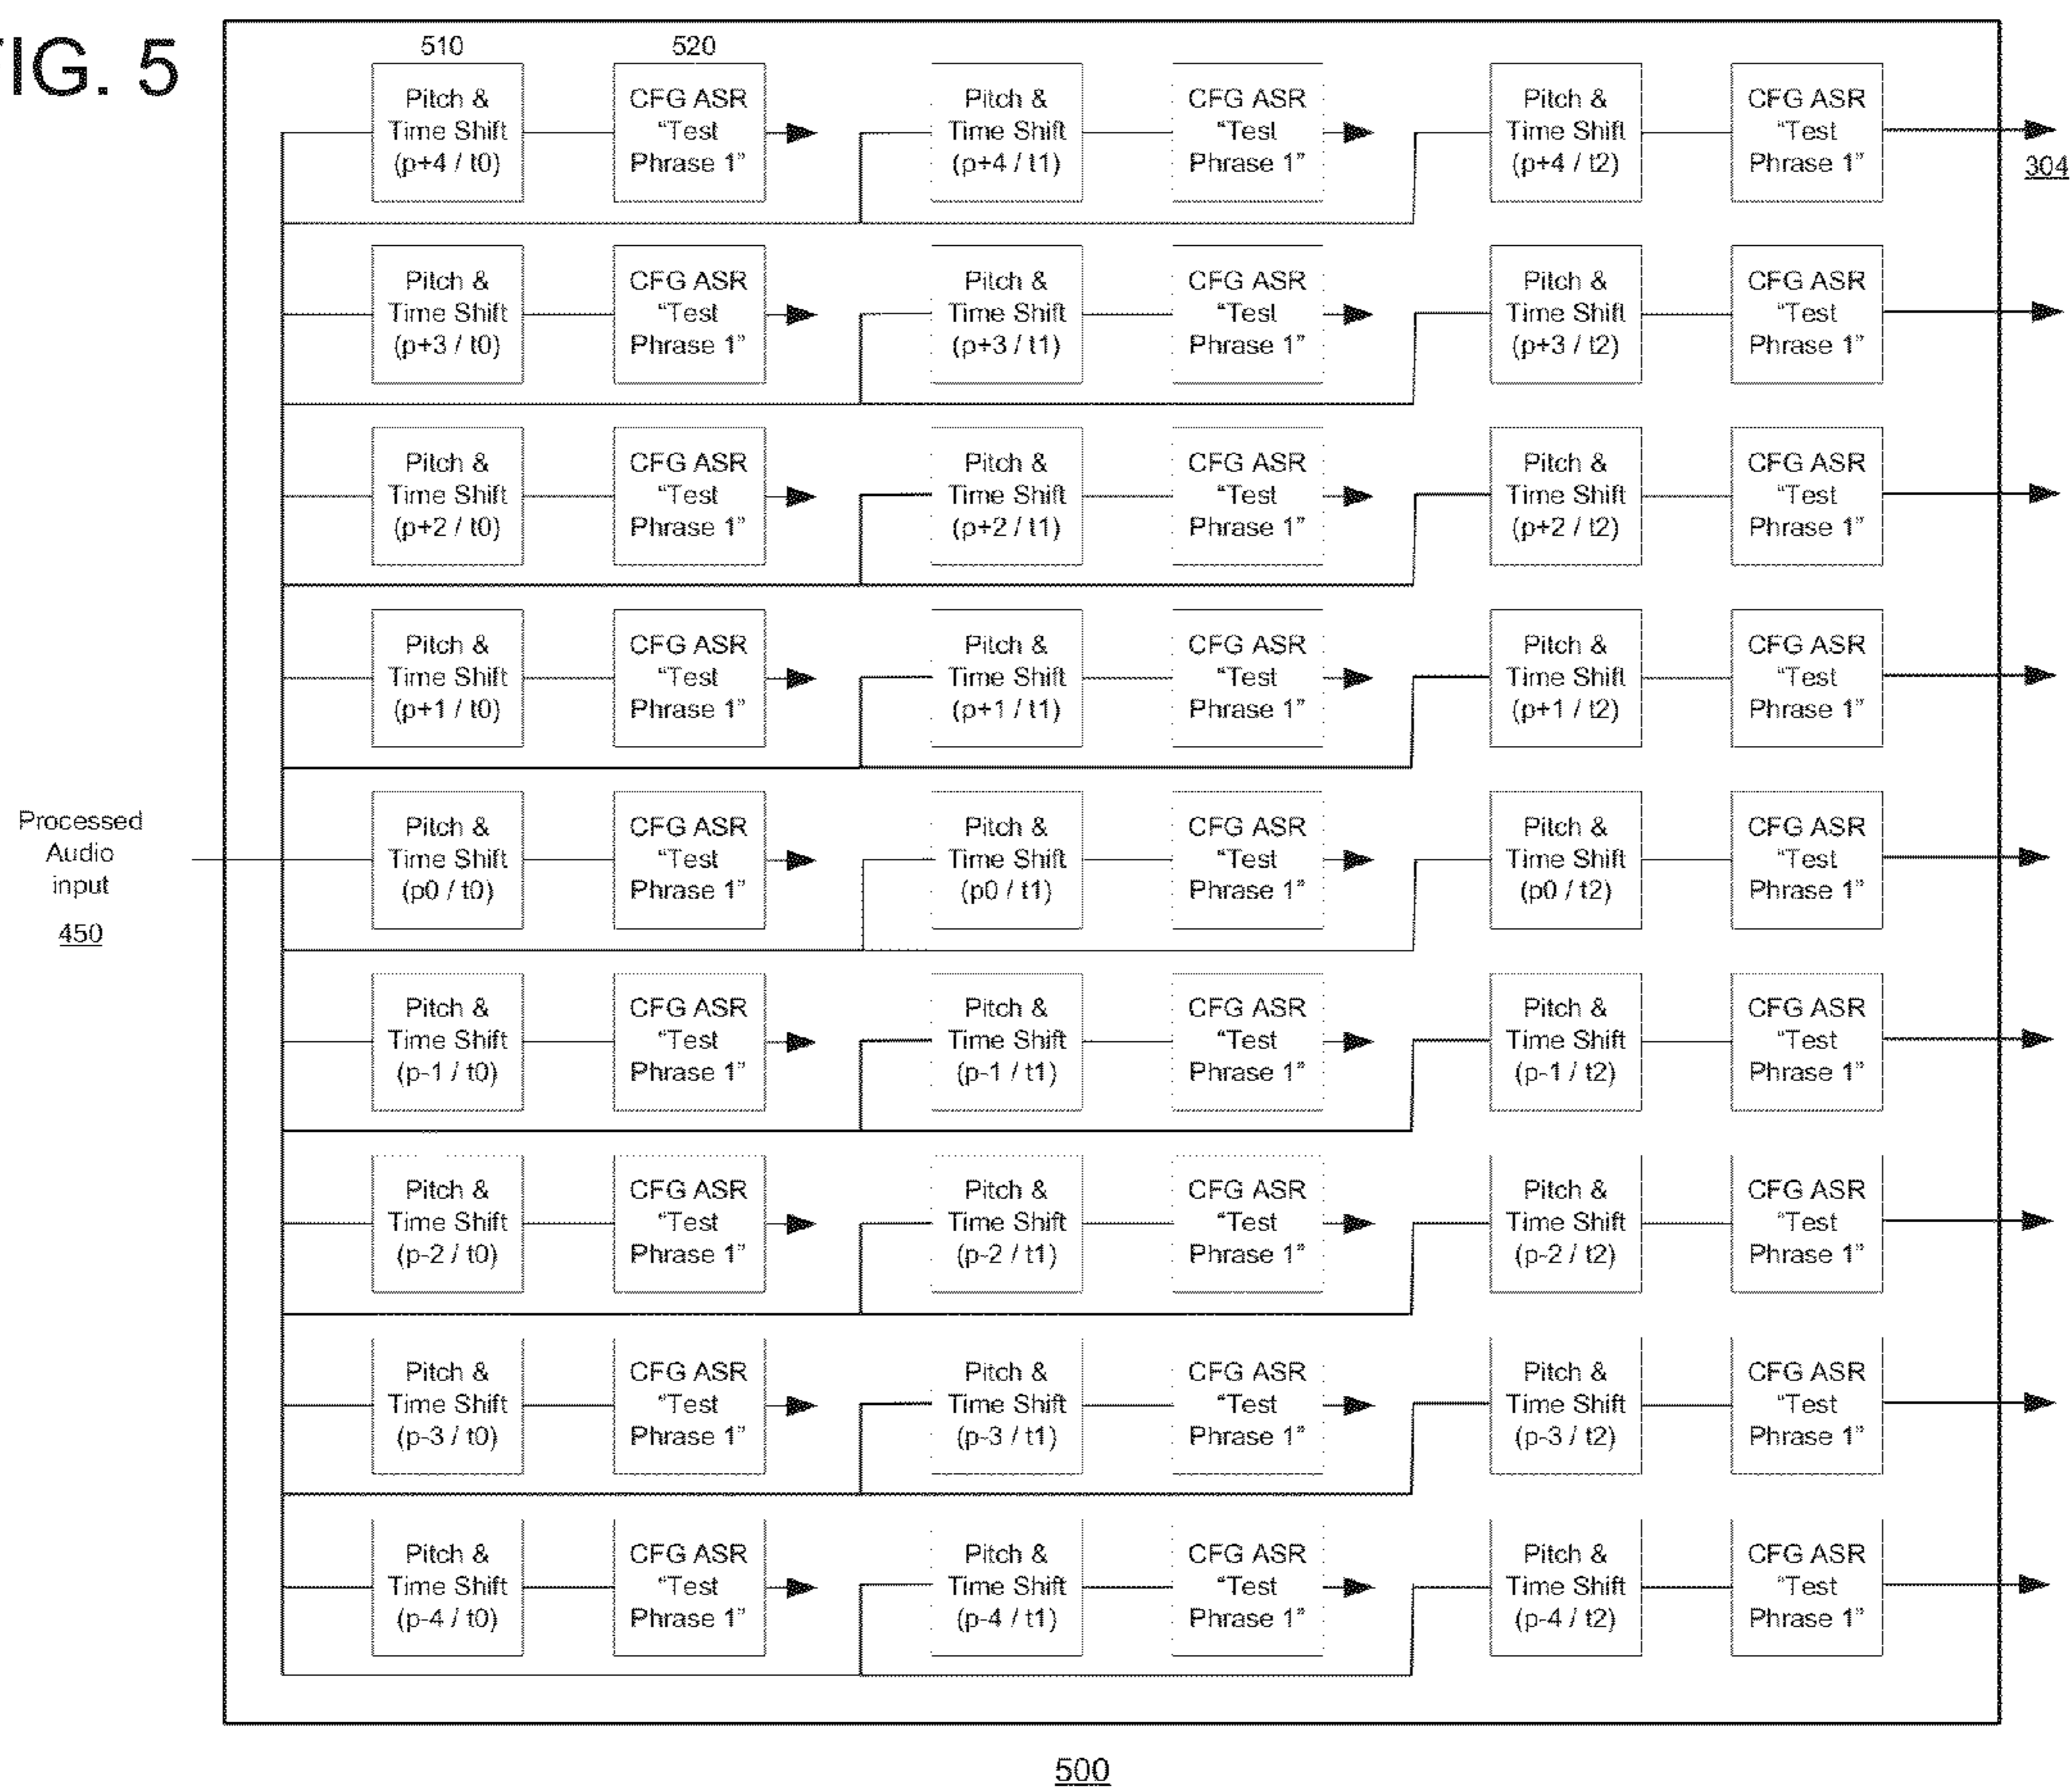 FIG. 5
510 520
Pitch & Time Shift (p+4 / t0) CFG ASR "Test Phrase 1" Pitch & Time Shift (p+4 / t1) CFG ASR "Test Phrase 1" Pitch & Time Shift (p+4 / t2) CFG ASR "Test Phrase 1"
304
Pitch & Time Shift (p+3 / t0) CFG ASR "Test Phrase 1" Pitch & Time Shift (p+3 / t1) CFG ASR "Test Phrase 1" Pitch & Time Shift (p+3 / t2) CFG ASR "Test Phrase 1"
Pitch & Time Shift (p+2 / t0) CFG ASR "Test Phrase 1" Pitch & Time Shift (p+2 / t1) CFG ASR "Test Phrase 1" Pitch & Time Shift (p+2 / t2) CFG ASR "Test Phrase 1"
Pitch & Time Shift (p+1 / t0) CFG ASR "Test Phrase 1" Pitch & Time Shift (p+1 / t1) CFG ASR "Test Phrase 1" Pitch & Time Shift (p+1 / t2) CFG ASR "Test Phrase 1"
Processed
Audio
input
450
Pitch & Time Shift (p0 / t0) CFG ASR "Test Phrase 1" Pitch & Time Shift (p0 / t1) CFG ASR "Test Phrase 1" Pitch & Time Shift (p0 / t2) CFG ASR "Test Phrase 1"
Pitch & Time Shift (p-1 / t0) CFG ASR "Test Phrase 1" Pitch & Time Shift (p-1 / t1) CFG ASR "Test Phrase 1" Pitch & Time Shift (p-1 / t2) CFG ASR "Test Phrase 1"
Pitch & Time Shift (p-2 / t0) CFG ASR "Test Phrase 1" Pitch & Time Shift (p-2 / t1) CFG ASR "Test Phrase 1" Pitch & Time Shift (p-2 / t2) CFG ASR "Test Phrase 1"
Pitch & Time Shift (p-3 / t0) CFG ASR "Test Phrase 1" Pitch & Time Shift (p-3 / t1) CFG ASR "Test Phrase 1" Pitch & Time Shift (p-3 / t2) CFG ASR "Test Phrase 1"
Pitch & Time Shift (p-4 / t0) CFG ASR "Test Phrase 1" Pitch & Time Shift (p-4 / t1) CFG ASR "Test Phrase 1" Pitch & Time Shift (p-4 / t2) CFG ASR "Test Phrase 1"
500